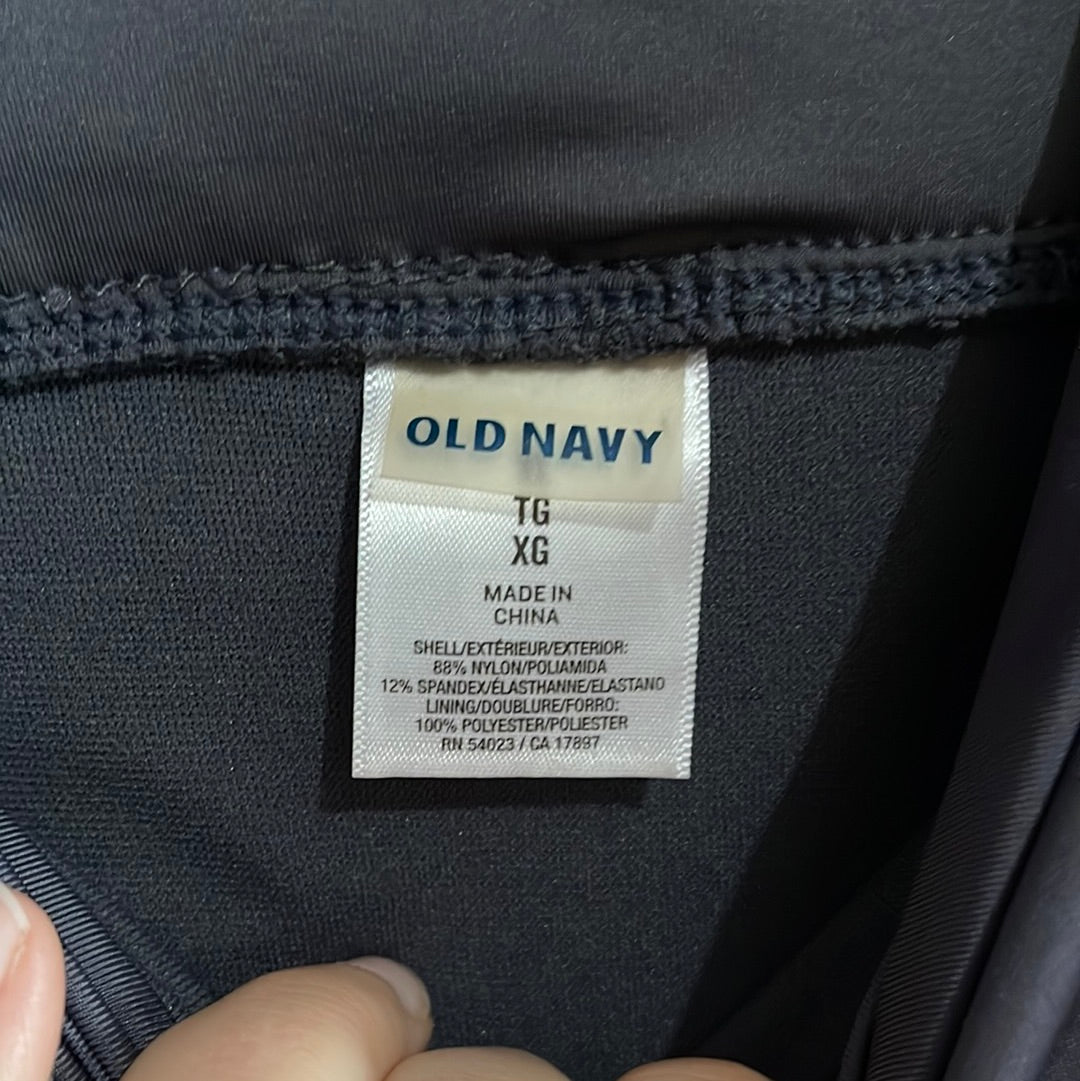 OLD NAVY
TG
XG
MADE IN
CHINA
SHELL/EXTÉRIEUR/EXTERIOR:
88% NYLON/POLIAMIDA
12% SPANDEX/ÉLASTHANNE/ELASTANO
LINING/DOUBLURE/FORRO:
100% POLYESTER/POLIESTER
RN 54023 / CA 17897